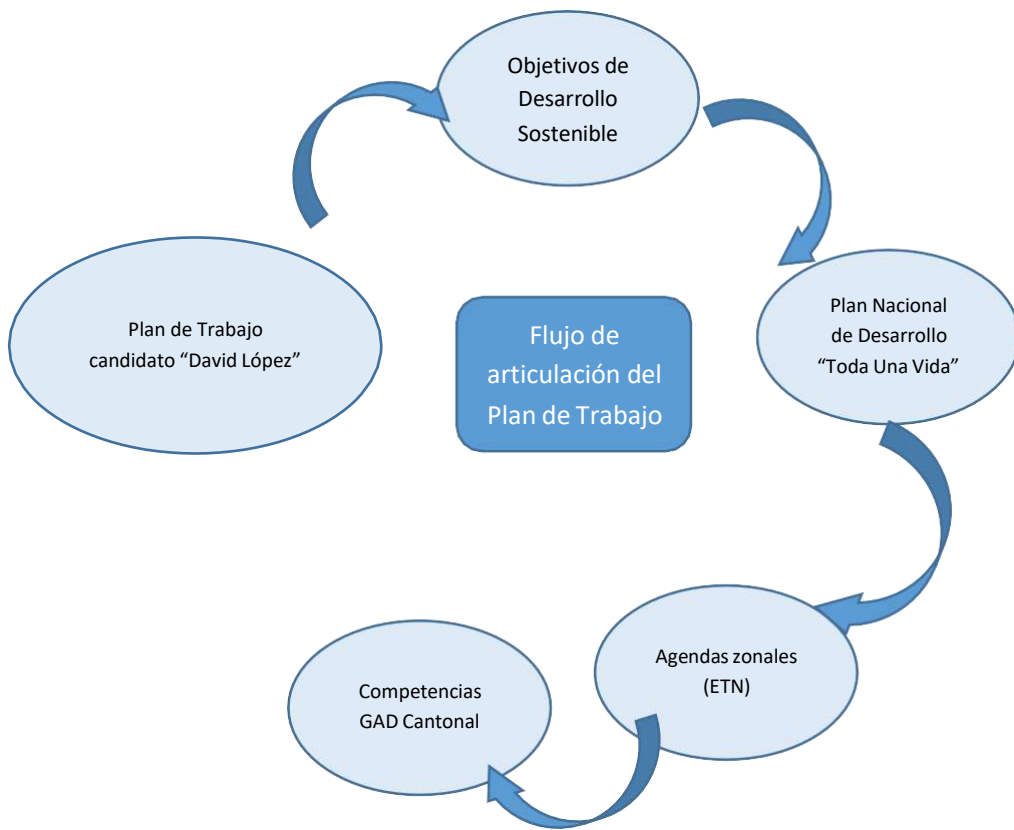 Objetivos de
Desarrollo
Sostenible
Plan de Trabajo
candidato “David López”
Flujo de
articulación del
Plan de Trabajo
Plan Nacional
de Desarrollo
“Toda Una Vida”
Agendas zonales
(ETN)
Competencias
GAD Cantonal